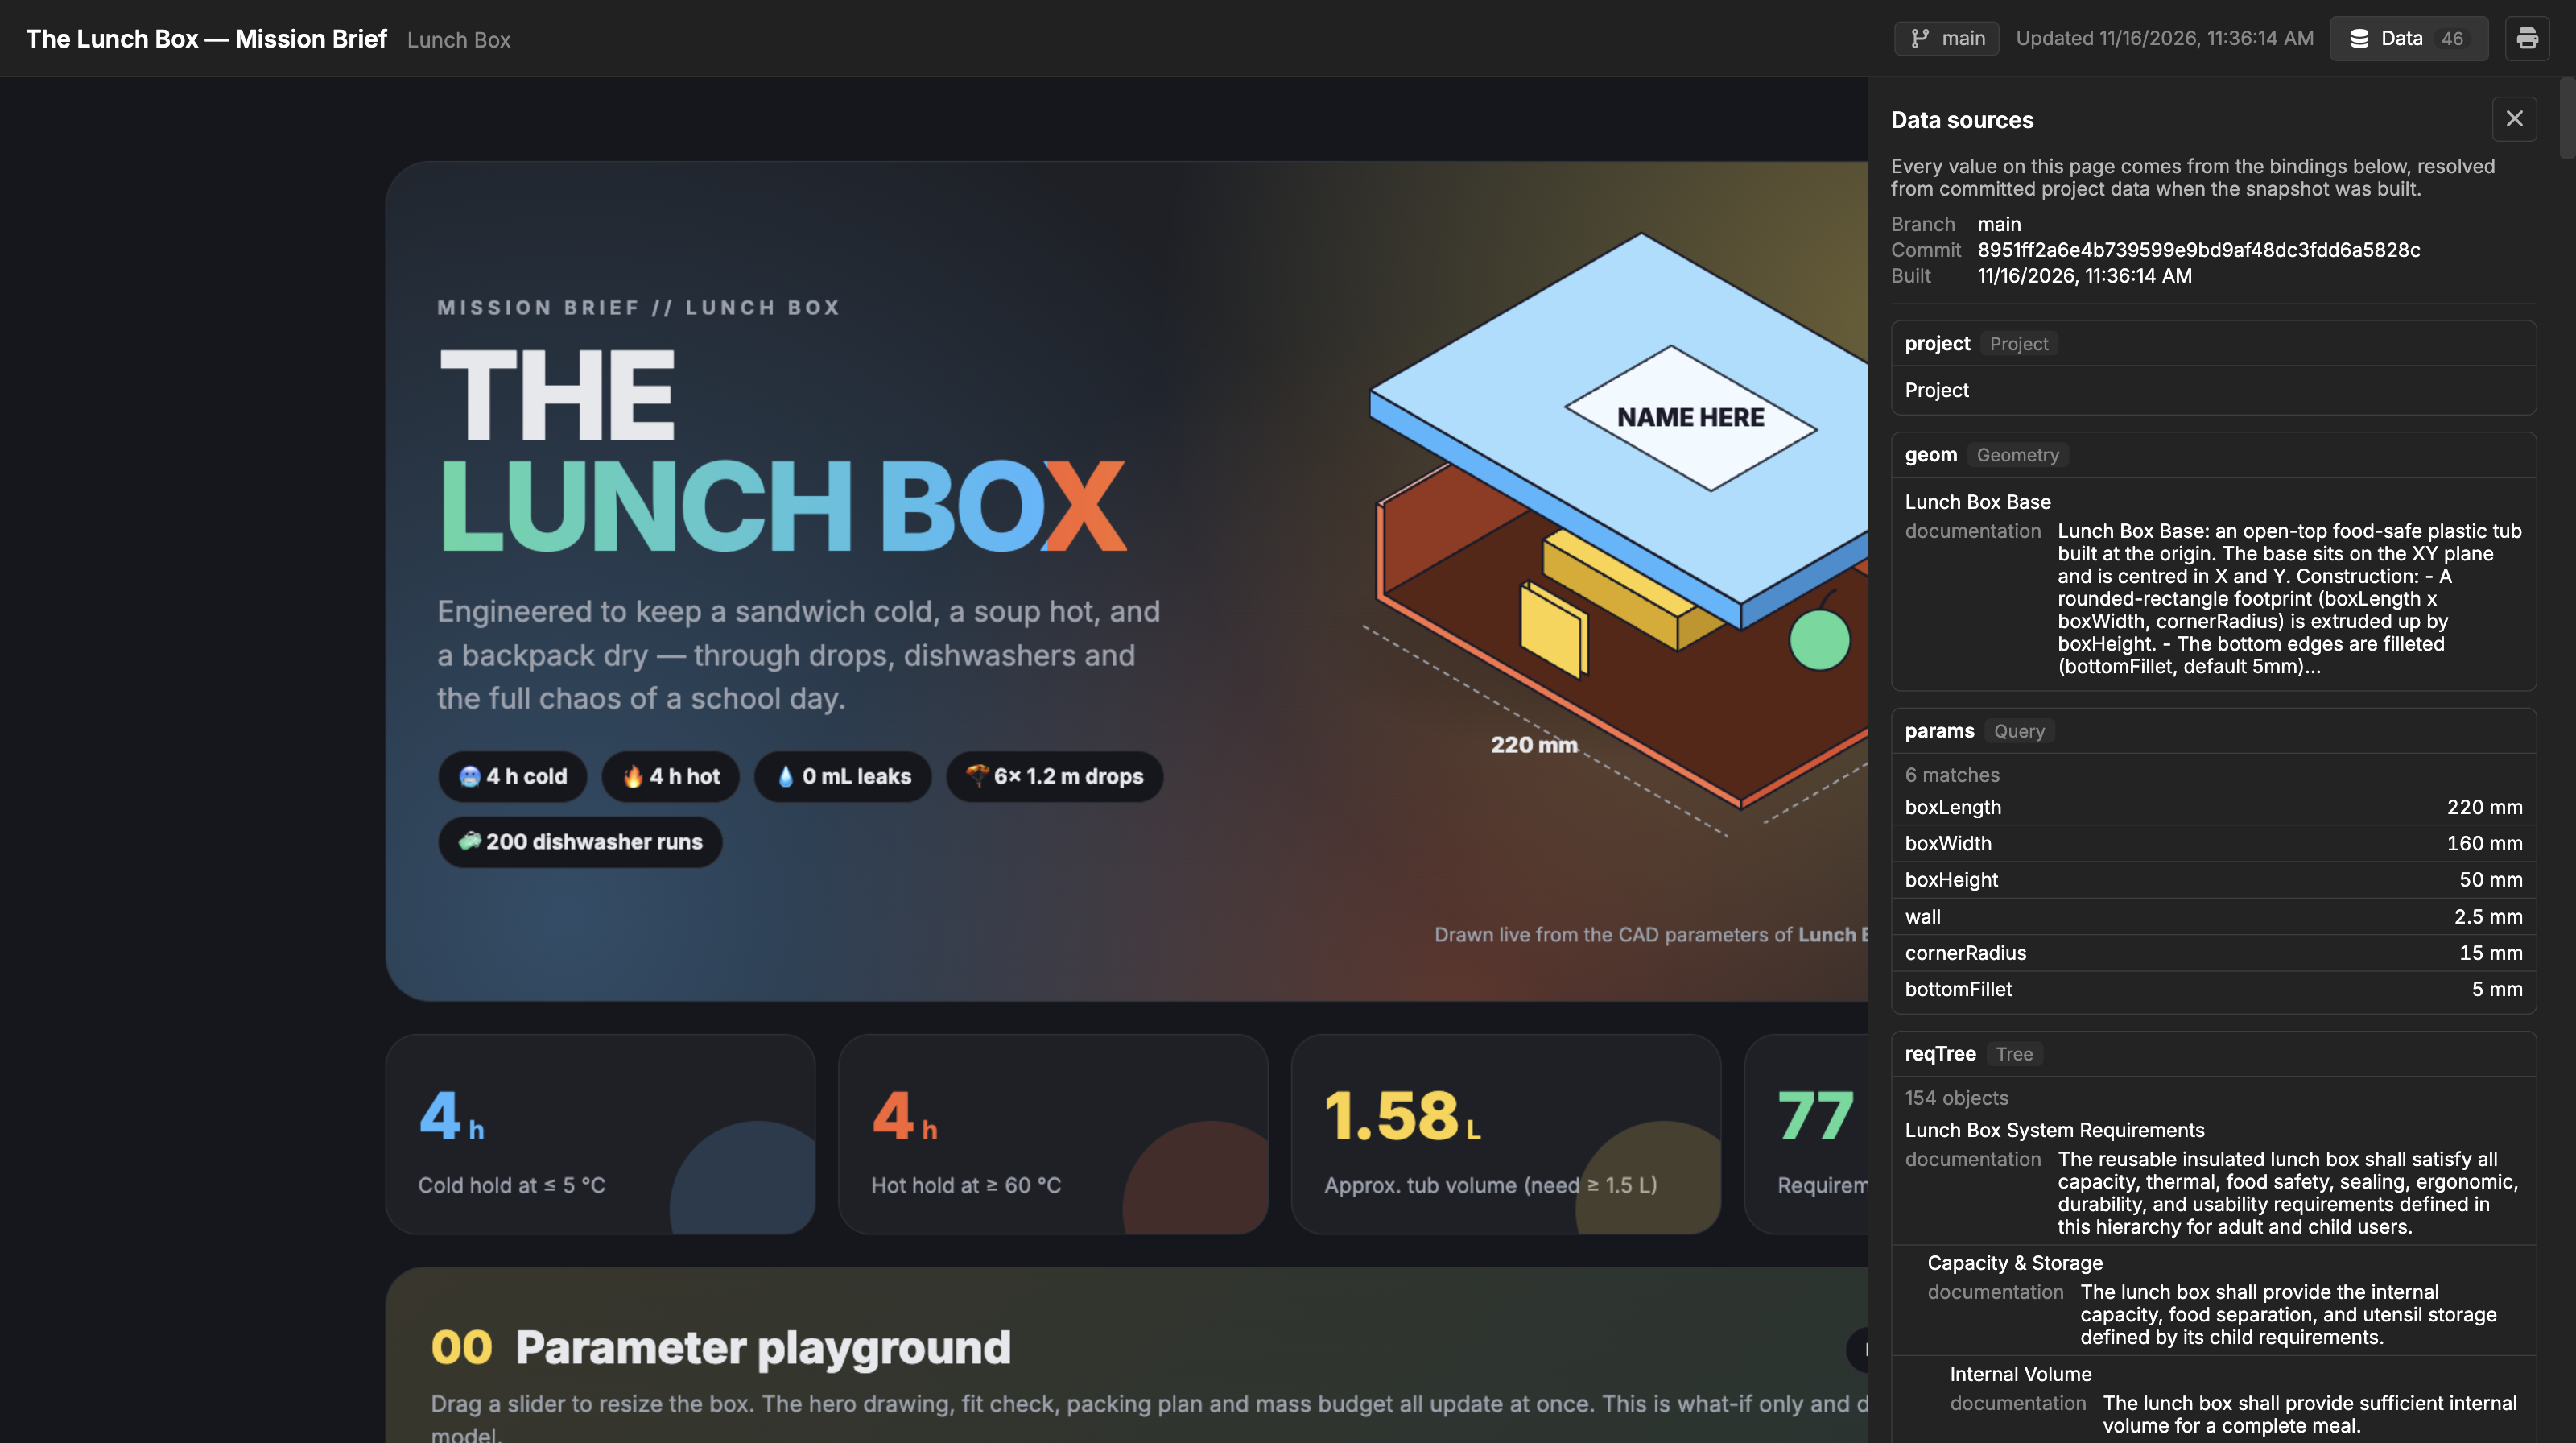 The Lunch Box — Mission Brief Lunch Box
main Updated 11/16/2026, 11:36:14 AM Data 46
MISSION BRIEF // LUNCH BOX
THE
LUNCH BOX
Engineered to keep a sandwich cold, a soup hot, and
a backpack dry — through drops, dishwashers and
the full chaos of a school day.
🥶 4 h cold 🔥 4 h hot 💧 0 mL leaks 🪂 6× 1.2 m drops
🧼 200 dishwasher runs
NAME HERE
220 mm
Drawn live from the CAD parameters of Lunch
4 h
Cold hold at ≤ 5 °C
4 h
Hot hold at ≥ 60 °C
1.58 L
Approx. tub volume (need ≥ 1.5 L)
77
Requirem
00 Parameter playground
Drag a slider to resize the box. The hero drawing, fit check, packing plan and mass budget all update at once. This is what-if only and d
model.
Data sources
Every value on this page comes from the bindings below, resolved
from committed project data when the snapshot was built.
Branch main
Commit 8951ff2a6e4b739599e9bd9af48dc3fdd6a5828c
Built 11/16/2026, 11:36:14 AM
project Project
Project
geom Geometry
Lunch Box Base
documentation Lunch Box Base: an open-top food-safe plastic tub
built at the origin. The base sits on the XY plane
and is centred in X and Y. Construction: - A
rounded-rectangle footprint (boxLength x
boxWidth, cornerRadius) is extruded up by
boxHeight. - The bottom edges are filleted
(bottomFillet, default 5mm)...
params Query
6 matches
boxLength 220 mm
boxWidth 160 mm
boxHeight 50 mm
wall 2.5 mm
cornerRadius 15 mm
bottomFillet 5 mm
reqTree Tree
154 objects
Lunch Box System Requirements
documentation The reusable insulated lunch box shall satisfy all
capacity, thermal, food safety, sealing, ergonomic,
durability, and usability requirements defined in
this hierarchy for adult and child users.
Capacity & Storage
documentation The lunch box shall provide the internal
capacity, food separation, and utensil storage
defined by its child requirements.
Internal Volume
documentation The lunch box shall provide sufficient internal
volume for a complete meal.